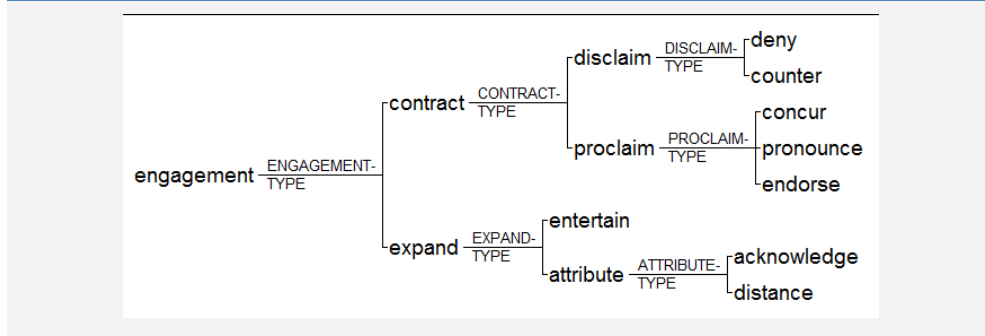 deny
disclaim DISCLAIM-
TYPE
counter
contract CONTRACT-
TYPE
concur
proclaim PROCLAIM-
TYPE
pronounce
endorse
engagement ENGAGEMENT-
TYPE
entertain
expand EXPAND-
TYPE
acknowledge
attribute ATTRIBUTE-
TYPE
distance